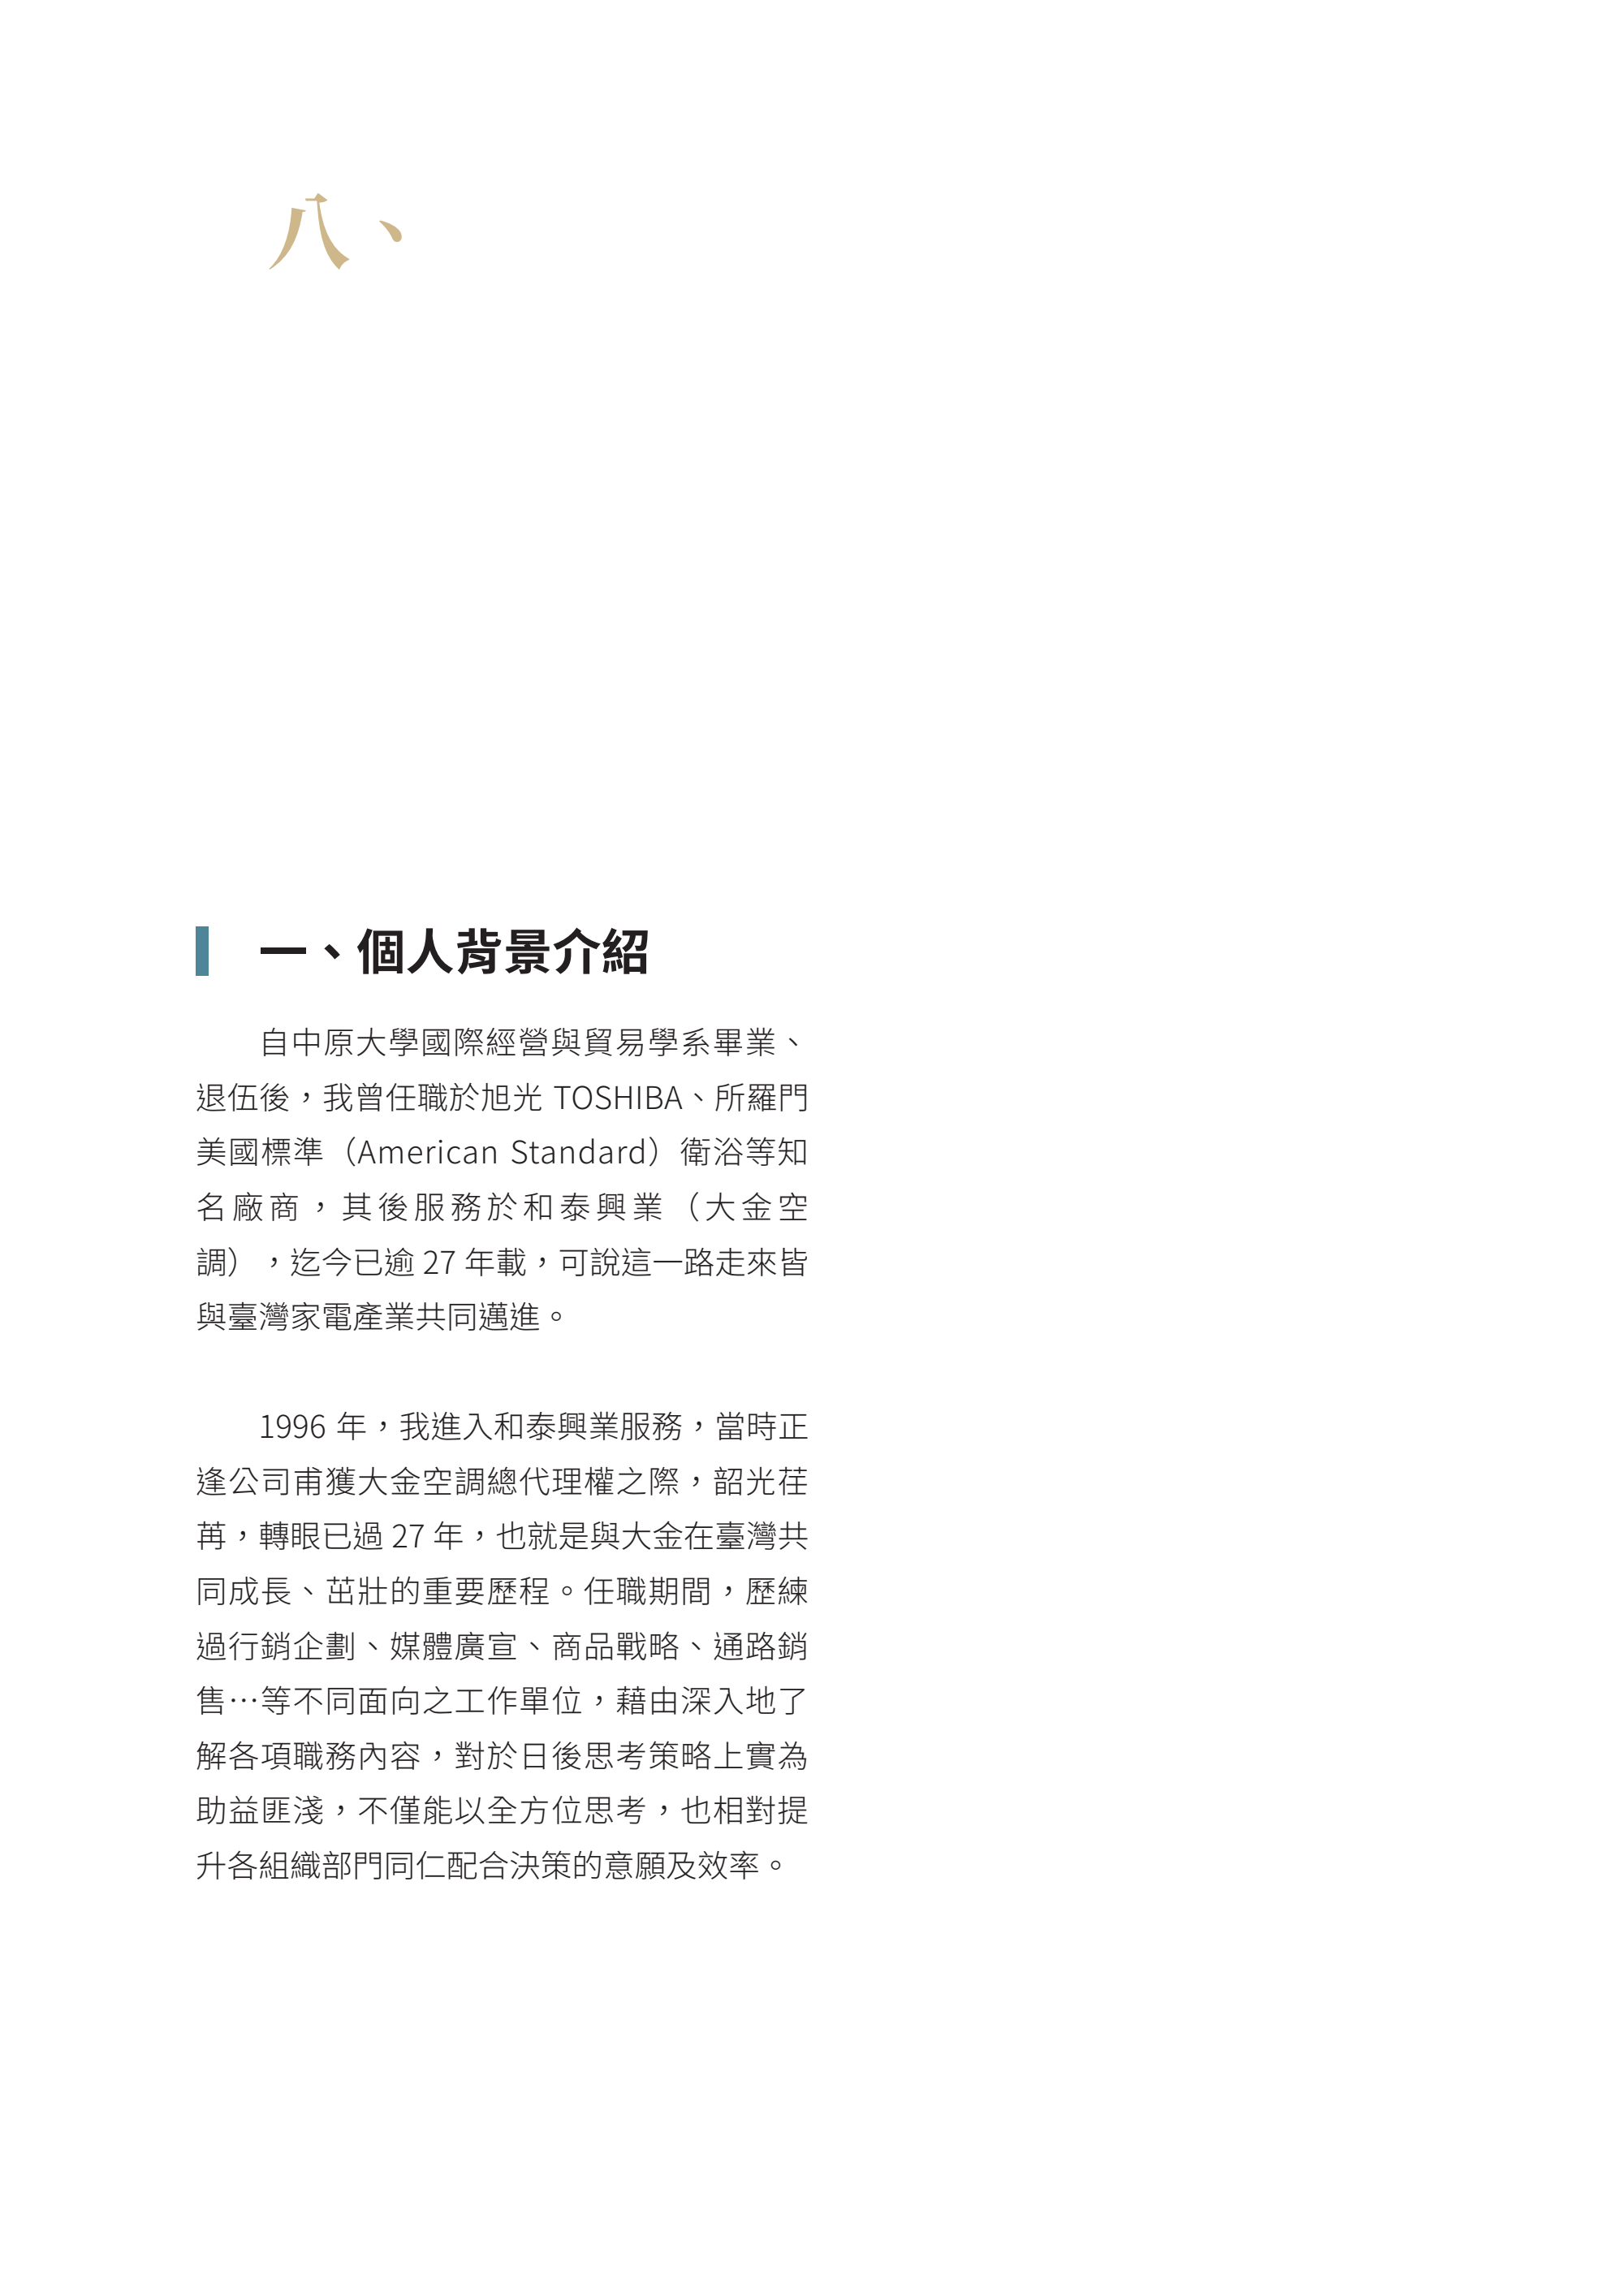 八、
一、個人背景介紹
自中原大學國際經營與貿易學系畢業、
退伍後，我曾任職於旭光 TOSHIBA、所羅門
美國標準（American Standard）衛浴等知
名廠商，其後服務於和泰興業（大金空
調），迄今已逾 27 年載，可說這一路走來皆
與臺灣家電產業共同邁進。
1996 年，我進入和泰興業服務，當時正
逢公司甫獲大金空調總代理權之際，韶光荏
苒，轉眼已過 27 年，也就是與大金在臺灣共
同成長、茁壯的重要歷程。任職期間，歷練
過行銷企劃、媒體廣宣、商品戰略、通路銷
售…等不同面向之工作單位，藉由深入地了
解各項職務內容，對於日後思考策略上實為
助益匪淺，不僅能以全方位思考，也相對提
升各組織部門同仁配合決策的意願及效率。